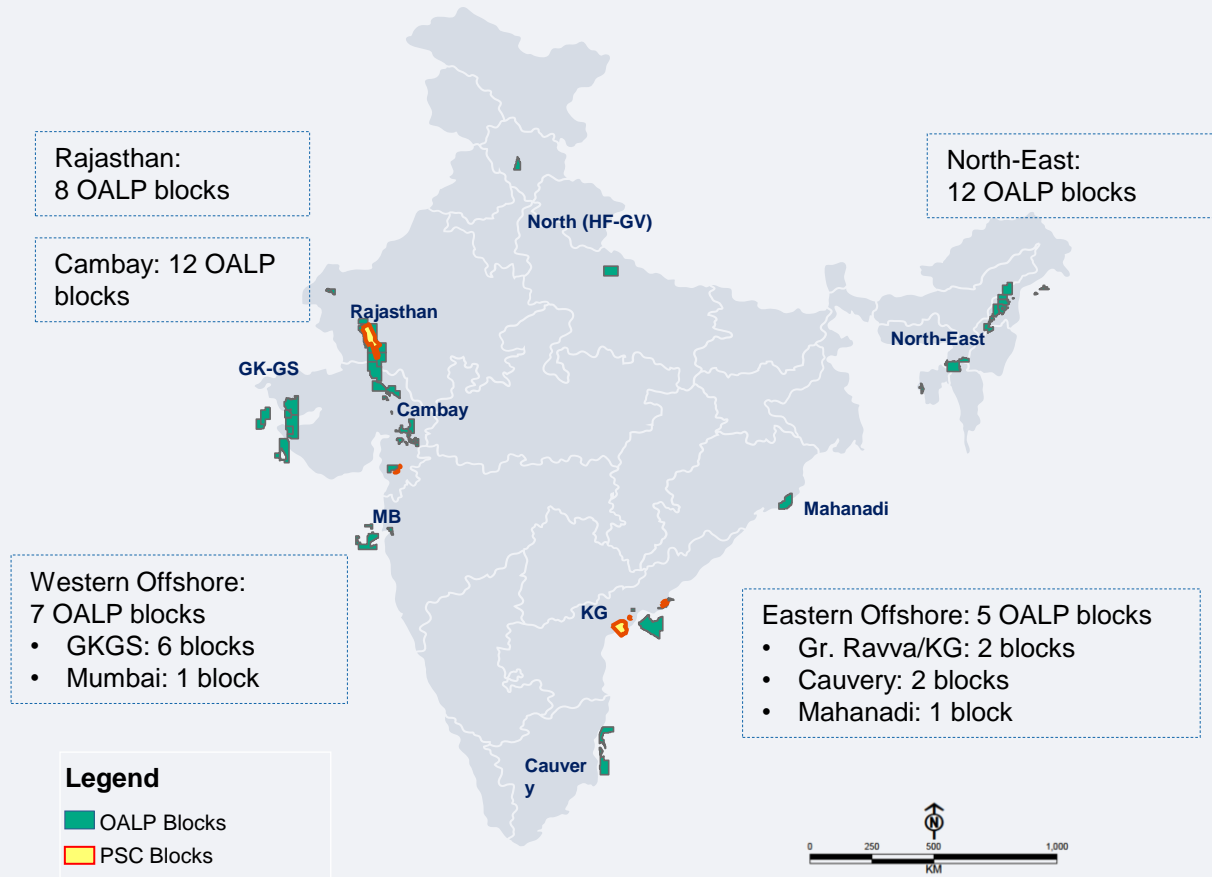 Rajasthan:
8 OALP blocks
North-East:
12 OALP blocks
Cambay: 12 OALP
blocks
North (HF-GV)
Rajasthan
North-East
GK-GS
Cambay
Mahanadi
MB
Western Offshore:
7 OALP blocks
• GKGS: 6 blocks
• Mumbai: 1 block
KG
Eastern Offshore: 5 OALP blocks
• Gr. Ravva/KG: 2 blocks
• Cauvery: 2 blocks
• Mahanadi: 1 block
Cauver
y
Legend
OALP Blocks
PSC Blocks
N
0 250 500 1,000
KM